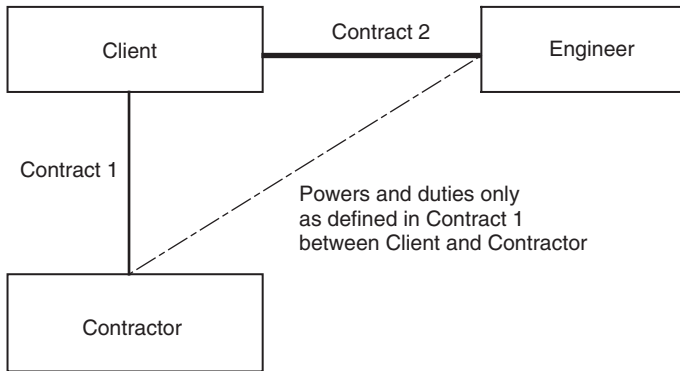 Contract 2
Client
Engineer
Contract 1
Powers and duties only
as defined in Contract 1
between Client and Contractor
Contractor